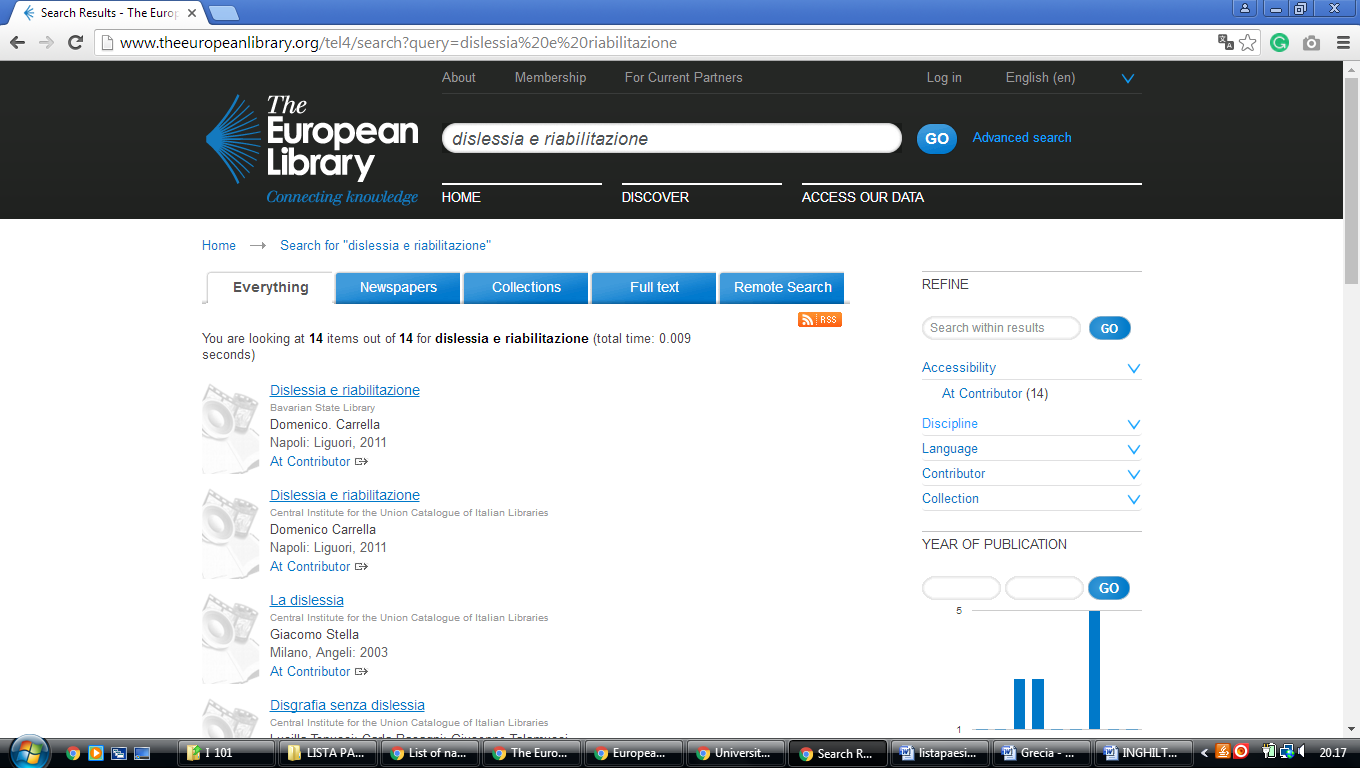 Search Results - The Europ
www.theeuropeanlibrary.org/tel4/search?query=dislessia%20e%20riabilitazione
About Membership For Current Partners Log in English (en)
The
European
Library
Connecting knowledge
dislessia e riabilitazione GO Advanced search
HOME DISCOVER ACCESS OUR DATA
Home → Search for "dislessia e riabilitazione"
Everything Newspapers Collections Full text Remote Search
RSS
You are looking at 14 items out of 14 for dislessia e riabilitazione (total time: 0.009
seconds)
Dislessia e riabilitazione
Bavarian State Library
Domenico. Carrella
Napoli: Liguori, 2011
At Contributor
Dislessia e riabilitazione
Central Institute for the Union Catalogue of Italian Libraries
Domenico Carrella
Napoli: Liguori, 2011
At Contributor
La dislessia
Central Institute for the Union Catalogue of Italian Libraries
Giacomo Stella
Milano, Angeli: 2003
At Contributor
Disgrafia senza dislessia
Central Institute for the Union Catalogue of Italian Libraries
REFINE
Search within results GO
Accessibility
At Contributor (14)
Discipline
Language
Contributor
Collection
YEAR OF PUBLICATION
GO
5
1
I 101 LISTA PA... List of na... The Euro... Europea... Universit... Search R... listapaesi... Grecia - ... INGHILT... 20.17